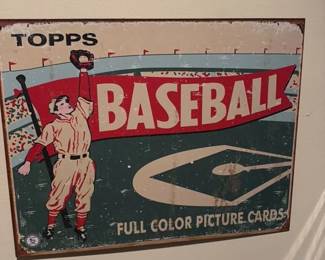 TOPPS
BASEBALL
FULL COLOR PICTURE CARDS